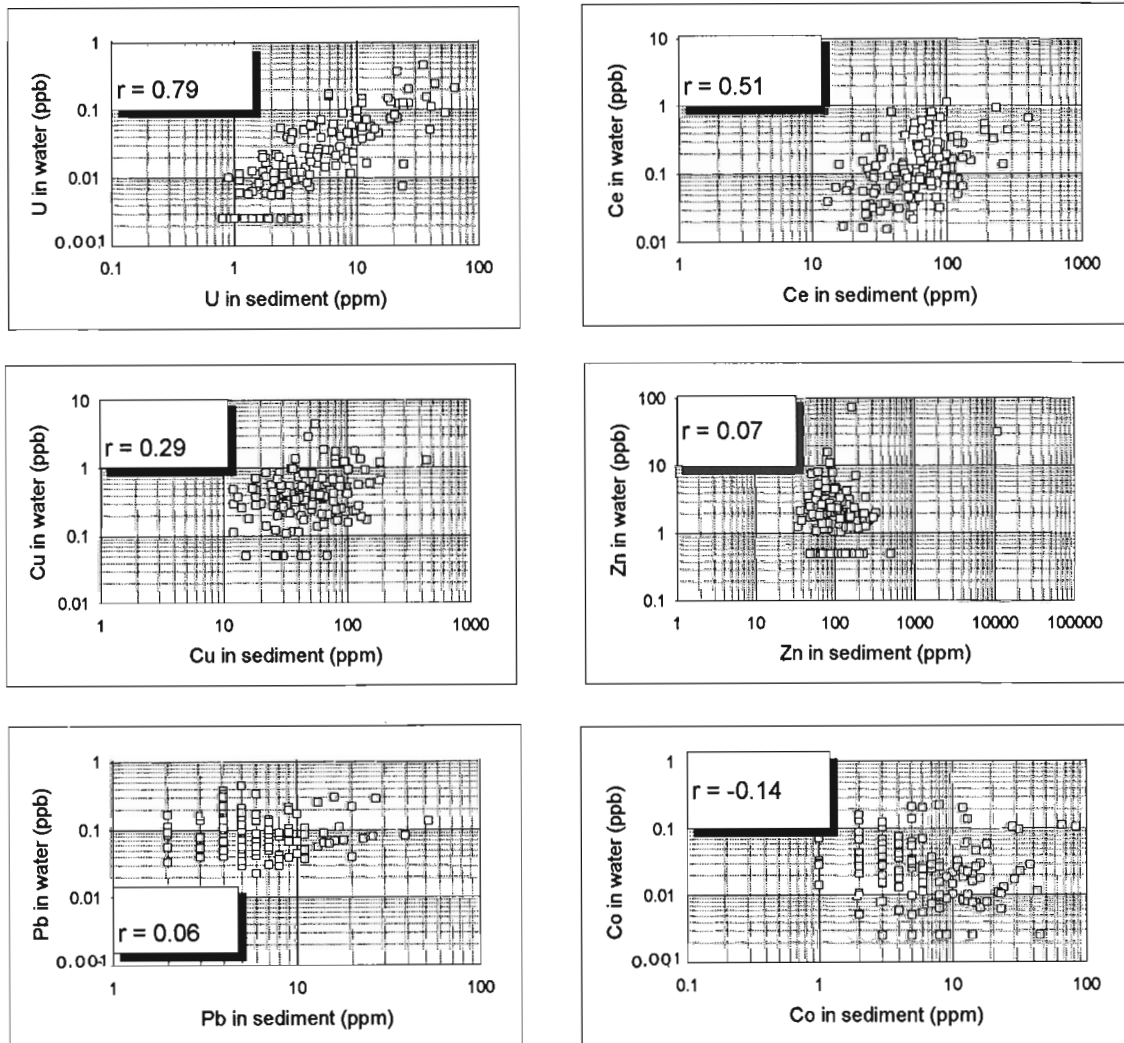 1
0.1
0.01
0.001
U in water (ppb)
r = 0.79
0.1 1 10 100
U in sediment (ppm)
10
1
0.1
0.01
Ce in water (ppb)
r = 0.51
1 10 100 1000
Ce in sediment (ppm)
10
1
0.1
0.01
Cu in water (ppb)
r = 0.29
1 10 100 1000
Cu in sediment (ppm)
100
10
1
0.1
Zn in water (ppb)
r = 0.07
1 10 100 1000 10000 100000
Zn in sediment (ppm)
1
0.1
0.01
0.001
Pb in water (ppb)
r = 0.06
1 10 100
Pb in sediment (ppm)
1
0.1
0.01
0.001
Co in water (ppb)
r = -0.14
0.1 1 10 100
Co in sediment (ppm)